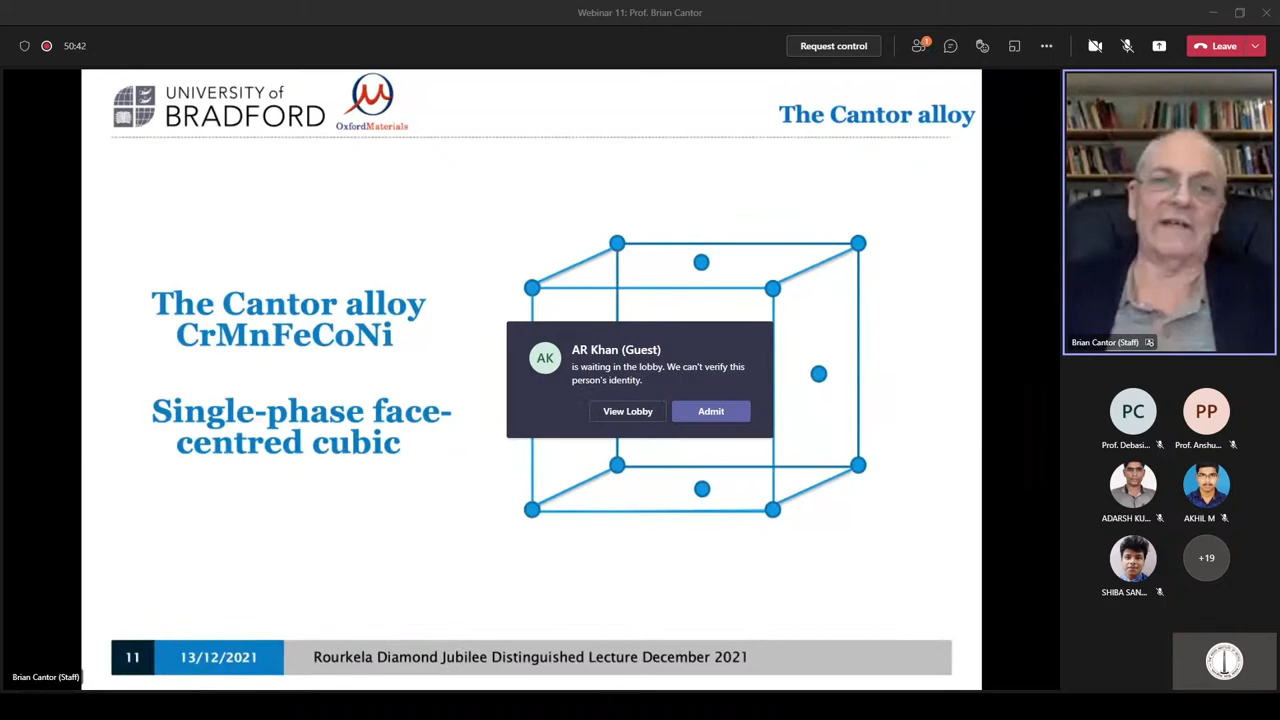 Webinar 11: Prof. Brian Cantor
50:42
Request control
1
Leave
UNIVERSITY of
BRADFORD
OxfordMaterials
The Cantor alloy
The Cantor alloy
CrMnFeCoNi
Single-phase face-
centred cubic
AK
AR Khan (Guest)
is waiting in the lobby. We can't verify this
person's identity.
View Lobby
Admit
11
13/12/2021
Rourkela Diamond Jubilee Distinguished Lecture December 2021
Brian Cantor (Staff)
Brian Cantor (Staff)
PC
PP
Prof. Debasi...
Prof. Anshu...
ADARSH KU...
AKHIL M
SHIBA SAN...
+19